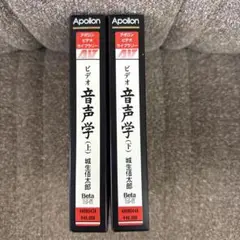 Apollon
アポロン
ビデオ
ライブラリー
ビデオ
音声学
(上)
城生佰太郎
Beta
Apollon
アポロン
ビデオ
ライブラリー
ビデオ
音声学
(下)
城生佰太郎
Beta